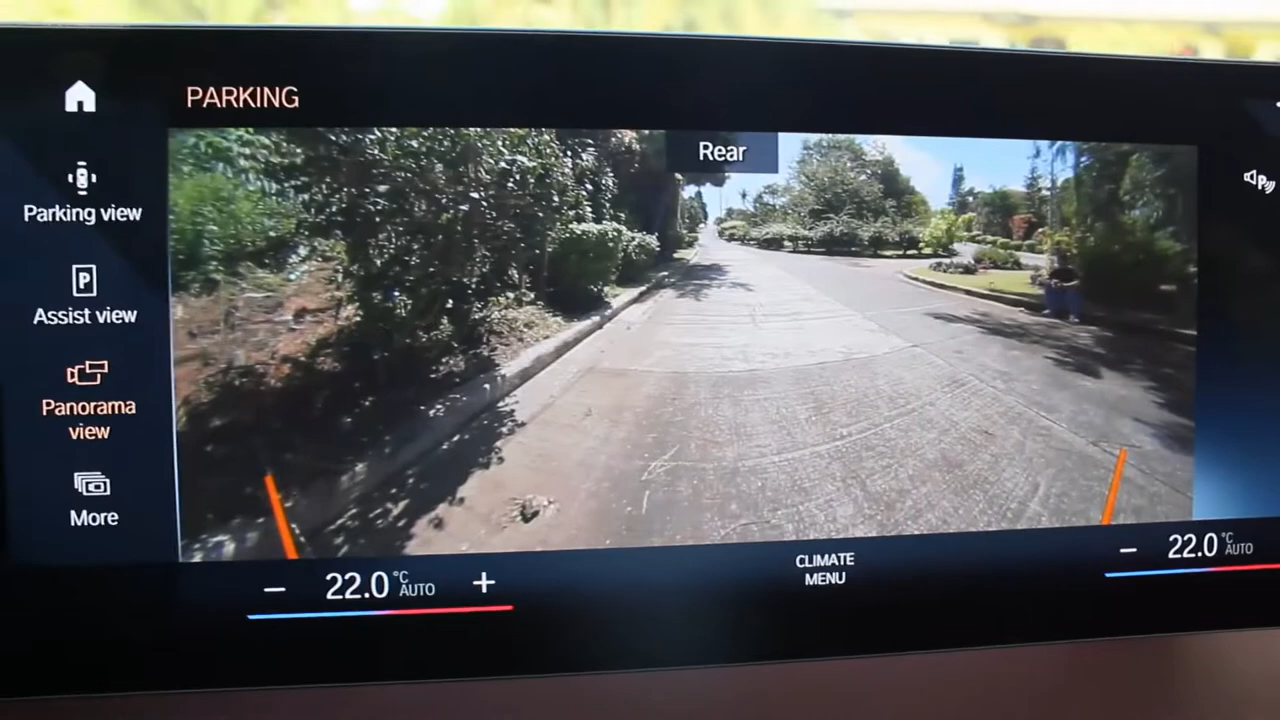 PARKING
Rear
Parking view
P
Assist view
P
Panorama
view
More
22.0 °C AUTO
CLIMATE
MENU
22.0 °C AUTO